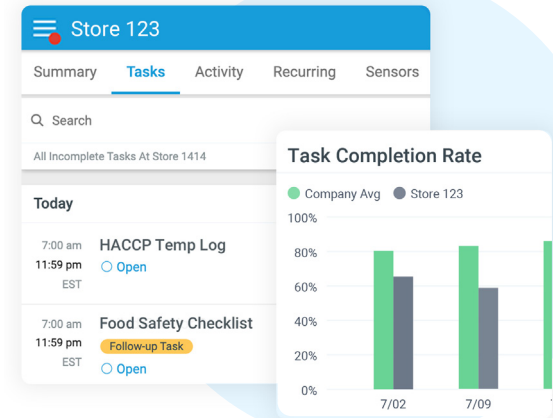 Store 123
Summary Tasks Activity Recurring Sensors
Search
All Incomplete Tasks At Store 1414
Today
7:00 am HACCP Temp Log
11:59 pm Open
EST
7:00 am Food Safety Checklist
11:59 pm Follow-up Task
EST Open
Task Completion Rate
Company Avg Store 123
100%
80%
60%
40%
20%
0%
7/02 7/09